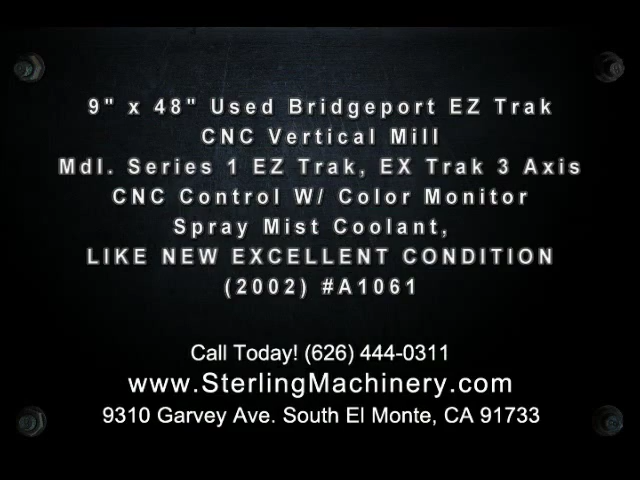 9" x 48" Used Bridgeport EZ Trak
CNC Vertical Mill
Mdl. Series 1 EZ Trak, EX Trak 3 Axis
CNC Control W/ Color Monitor
Spray Mist Coolant,
LIKE NEW EXCELLENT CONDITION
(2002) #A1061
Call Today! (626) 444-0311
www.SterlingMachinery.com
9310 Garvey Ave. South El Monte, CA 91733